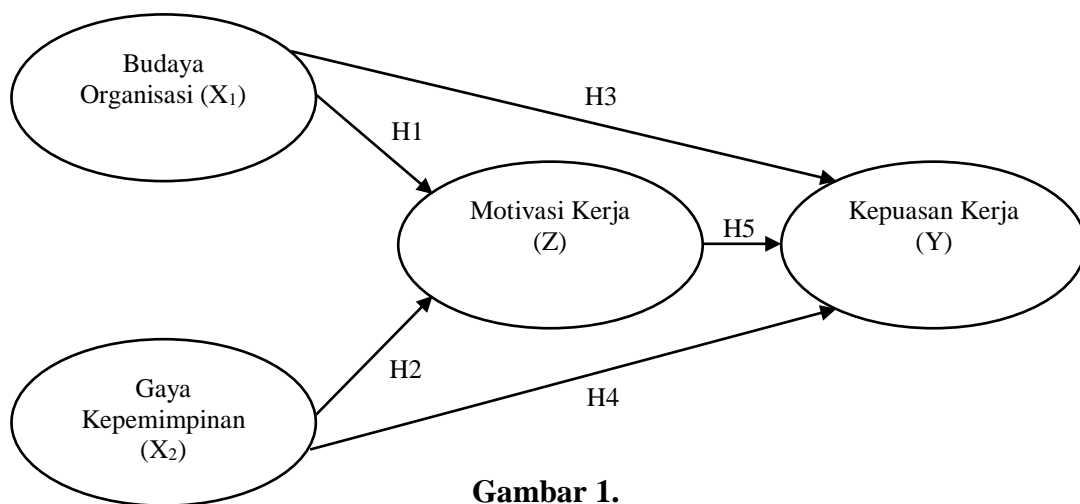 Budaya
Organisasi (X₁)
H3
H1
Motivasi Kerja
(Z)
Kepuasan Kerja
(Y)
H5
H2
Gaya
Kepemimpinan
(X₂)
H4
Gambar 1.